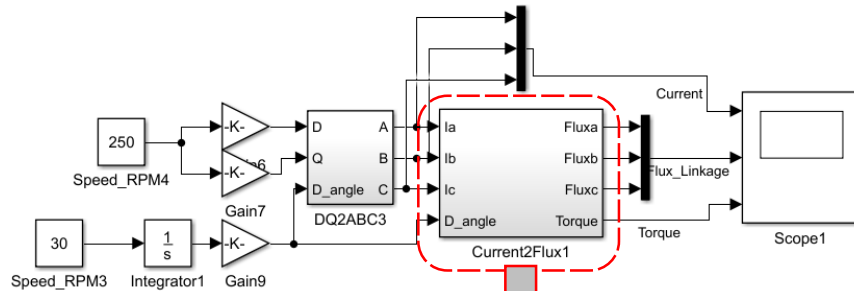 Current
-K-
D
A
Ia
Fluxa
250
-K-
Q
B
Ib
Fluxb
Flux_Linkage
Speed_RPM4
D_angle
C
Ic
Fluxc
Gain7
DQ2ABC3
D_angle
Torque
Torque
30
1
s
-K-
Current2Flux1
Scope1
Speed_RPM3
Integrator1
Gain9